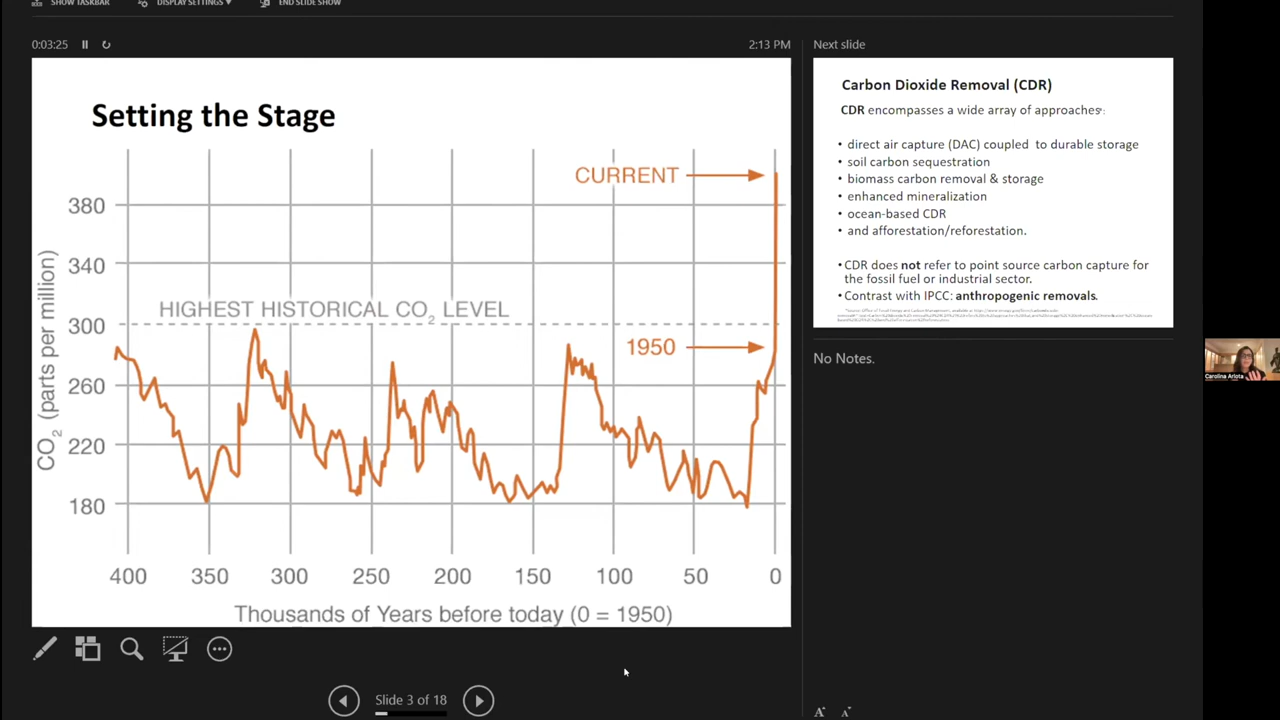 SHOW TASKBAR
DISPLAY SETTINGS ▾
END SLIDE SHOW
0:03:25
2:13 PM
Setting the Stage
CURRENT
380
340
HIGHEST HISTORICAL CO₂ LEVEL
300
1950
260
220
180
CO₂ (parts per million)
400 350 300 250 200 150 100 50 0
Thousands of Years before today (0 = 1950)
Slide 3 of 18
Next slide
Carbon Dioxide Removal (CDR)
CDR encompasses a wide array of approaches*:
• direct air capture (DAC) coupled to durable storage
• soil carbon sequestration
• biomass carbon removal & storage
• enhanced mineralization
• ocean-based CDR
• and afforestation/reforestation.
• CDR does not refer to point source carbon capture for
the fossil fuel or industrial sector.
• Contrast with IPCC: anthropogenic removals.
No Notes.
A A
Carolina Arlota